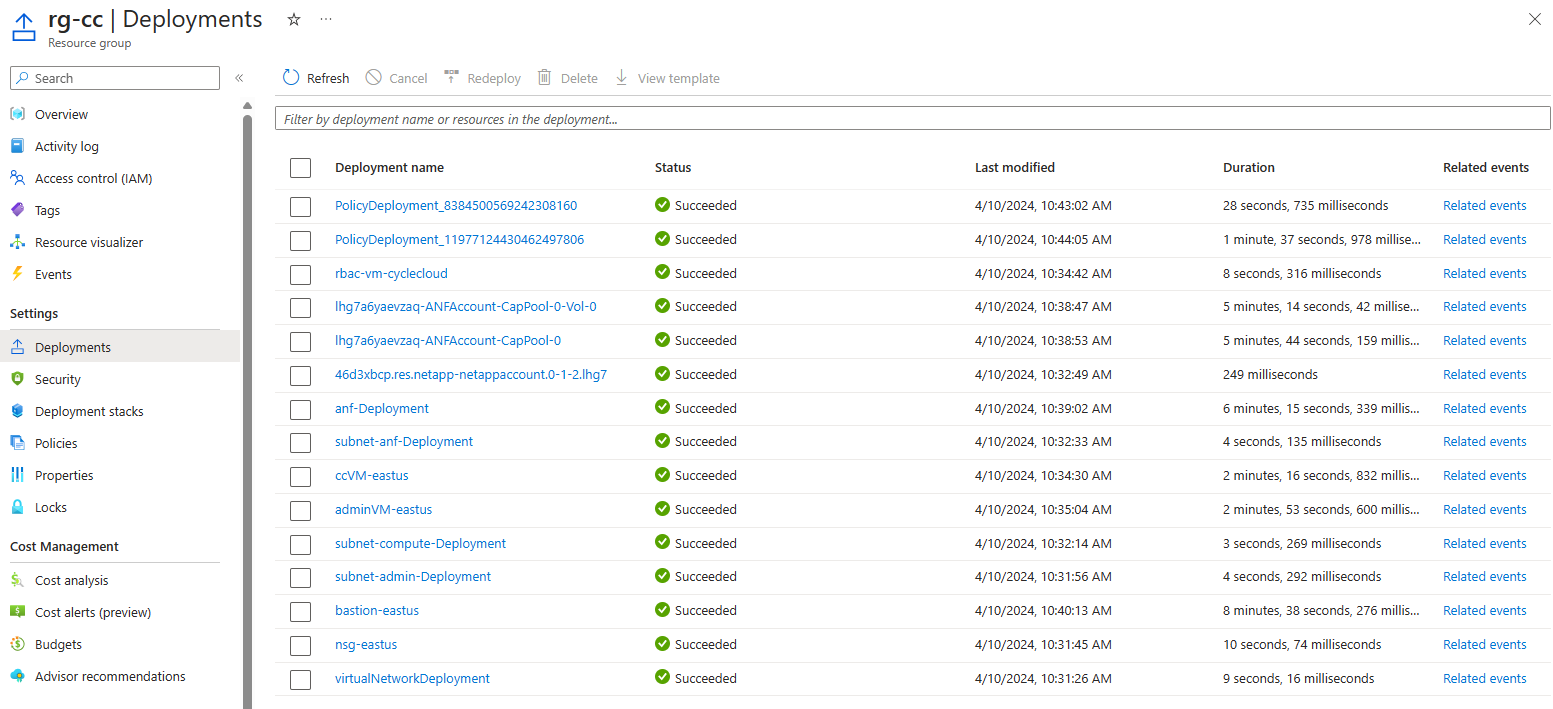 rg-cc | Deployments
Resource group
Search
Overview
Activity log
Access control (IAM)
Tags
Resource visualizer
Events
Settings
Deployments
Security
Deployment stacks
Policies
Properties
Locks
Cost Management
Cost analysis
Cost alerts (preview)
Budgets
Advisor recommendations
Refresh Cancel Redeploy Delete View template
Filter by deployment name or resources in the deployment...
Deployment name Status Last modified Duration Related events
PolicyDeployment_8384500569242308160 Succeeded 4/10/2024, 10:43:02 AM 28 seconds, 735 milliseconds Related events
PolicyDeployment_11977124430462497806 Succeeded 4/10/2024, 10:44:05 AM 1 minute, 37 seconds, 978 millise... Related events
rbac-vm-cyclecloud Succeeded 4/10/2024, 10:34:42 AM 8 seconds, 316 milliseconds Related events
lhg7a6yaevzaq-ANFAccount-CapPool-0-Vol-0 Succeeded 4/10/2024, 10:38:47 AM 5 minutes, 14 seconds, 42 millise... Related events
lhg7a6yaevzaq-ANFAccount-CapPool-0 Succeeded 4/10/2024, 10:38:53 AM 5 minutes, 44 seconds, 159 millis... Related events
46d3xbcp.res.netapp-netappaccount.0-1-2.lhg7 Succeeded 4/10/2024, 10:32:49 AM 249 milliseconds Related events
anf-Deployment Succeeded 4/10/2024, 10:39:02 AM 6 minutes, 15 seconds, 339 millis... Related events
subnet-anf-Deployment Succeeded 4/10/2024, 10:32:33 AM 4 seconds, 135 milliseconds Related events
ccVM-eastus Succeeded 4/10/2024, 10:34:30 AM 2 minutes, 16 seconds, 832 millis... Related events
adminVM-eastus Succeeded 4/10/2024, 10:35:04 AM 2 minutes, 53 seconds, 600 millis... Related events
subnet-compute-Deployment Succeeded 4/10/2024, 10:32:14 AM 3 seconds, 269 milliseconds Related events
subnet-admin-Deployment Succeeded 4/10/2024, 10:31:56 AM 4 seconds, 292 milliseconds Related events
bastion-eastus Succeeded 4/10/2024, 10:40:13 AM 8 minutes, 38 seconds, 276 millis... Related events
nsg-eastus Succeeded 4/10/2024, 10:31:45 AM 10 seconds, 74 milliseconds Related events
virtualNetworkDeployment Succeeded 4/10/2024, 10:31:26 AM 9 seconds, 16 milliseconds Related events